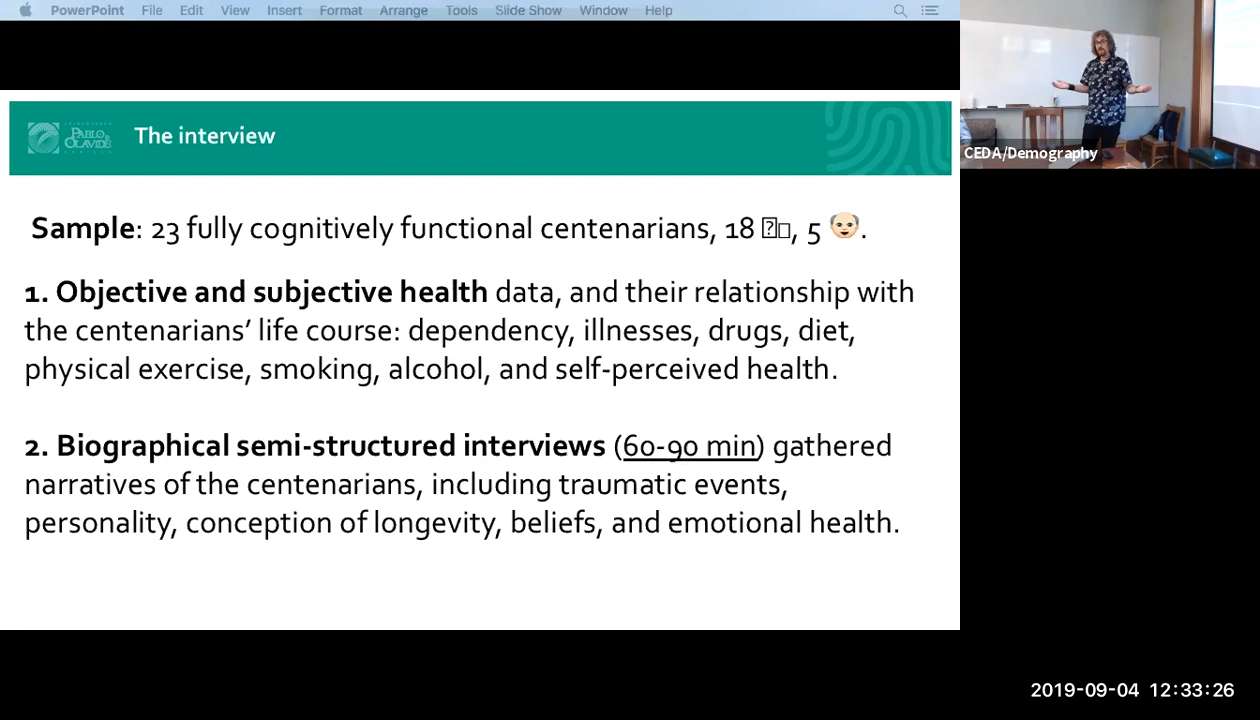 PowerPoint File Edit View Insert Format Arrange Tools Slide Show Window Help
PABLO DE OLAVIDE
The interview
CEDA/Demography
Sample: 23 fully cognitively functional centenarians, 18 , 5 👴🏻.
1. Objective and subjective health data, and their relationship with
the centenarians’ life course: dependency, illnesses, drugs, diet,
physical exercise, smoking, alcohol, and self-perceived health.
2. Biographical semi-structured interviews (60-90 min) gathered
narratives of the centenarians, including traumatic events,
personality, conception of longevity, beliefs, and emotional health.
2019-09-04 12:33:26